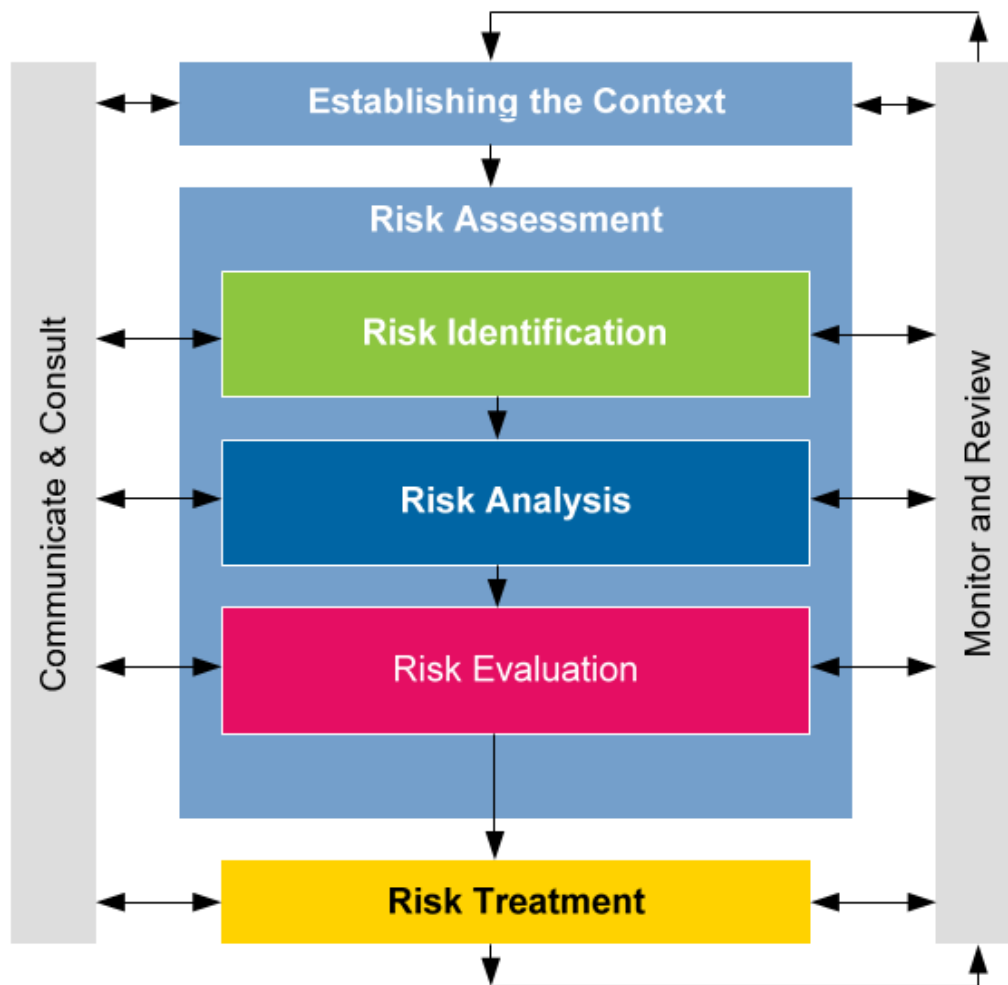 Establishing the Context
Risk Assessment
Risk Identification
Risk Analysis
Risk Evaluation
Risk Treatment
Communicate & Consult
Monitor and Review